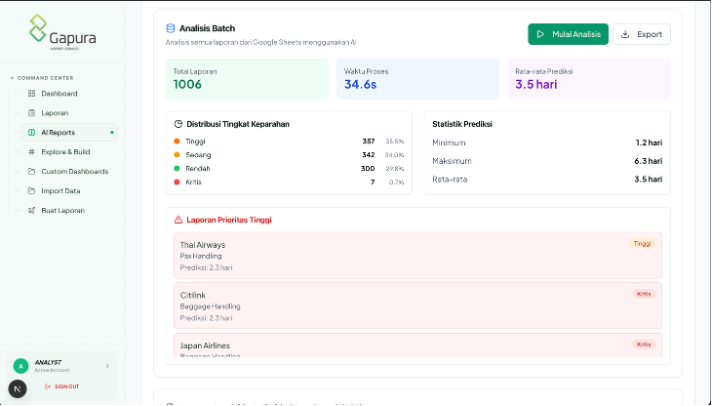 Gapura
AIRPORT SERVICES
COMMAND CENTER
Dashboard
Laporan
AI Reports
Explore & Build
Custom Dashboards
Import Data
Buat Laporan
A
ANALYST
Active Account
SIGN OUT
N
Analisis Batch
Analisis semua laporan dari Google Sheets menggunakan AI
Mulai Analisis
Export
Total Laporan
1006
Waktu Proses
34.6s
Rata-rata Prediksi
3.5 hari
Distribusi Tingkat Keparahan
Tinggi 357 35.5%
Sedang 342 34.0%
Rendah 300 29.8%
Kritis 7 0.7%
Statistik Prediksi
Minimum 1.2 hari
Maksimum 6.3 hari
Rata-rata 3.5 hari
Laporan Prioritas Tinggi
Thai Airways Tinggi
Pax Handling
Prediksi: 2.3 hari
Citilink Kritis
Baggage Handling
Prediksi: 2.3 hari
Japan Airlines Kritis
Baggage Handling